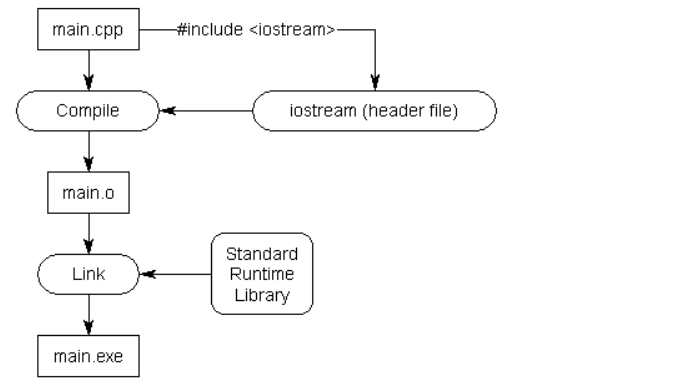 main.cpp
#include <iostream>
Compile
iostream (header file)
main.o
Standard
Runtime
Library
Link
main.exe